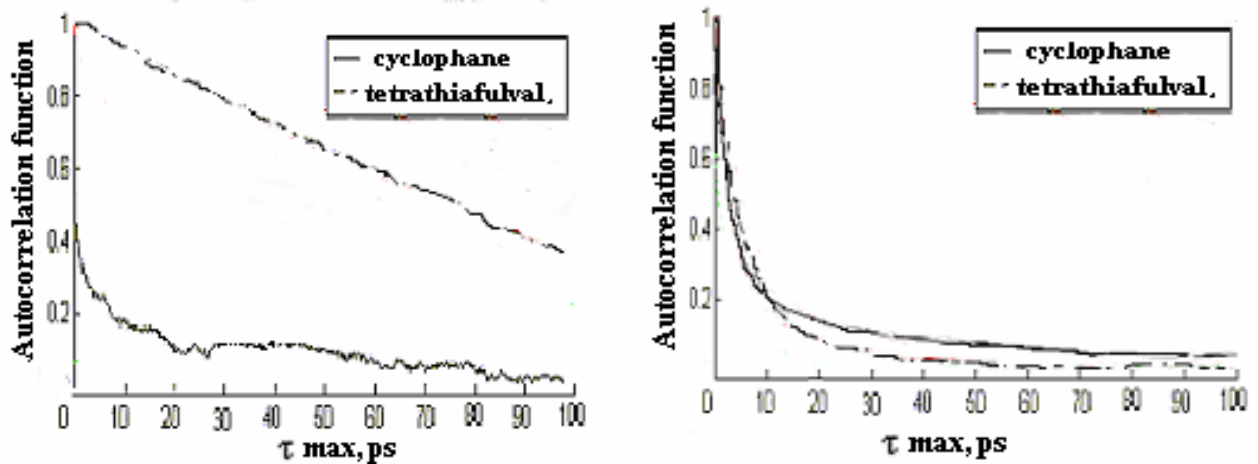 Autocorrelation function
1
0.8
0.6
0.4
0.2
0 10 20 30 40 50 60 70 80 90 100
τ max, ps
cyclophane
tetrathiafulval.
Autocorrelation function
1
0.8
0.6
0.4
0.2
0 10 20 30 40 50 60 70 80 90 100
τ max, ps
cyclophane
tetrathiafulval.